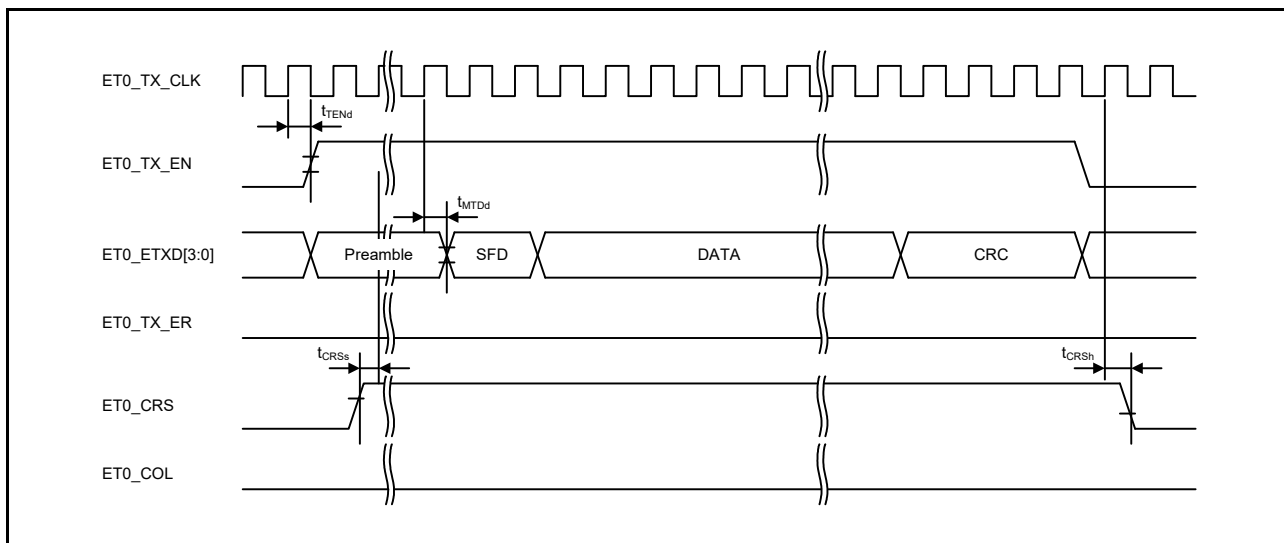 ET0_TX_CLK
tTENd
ET0_TX_EN
tMTDd
ET0_ETXD[3:0]
Preamble
SFD
DATA
CRC
ET0_TX_ER
tCRSs
tCRSh
ET0_CRS
ET0_COL